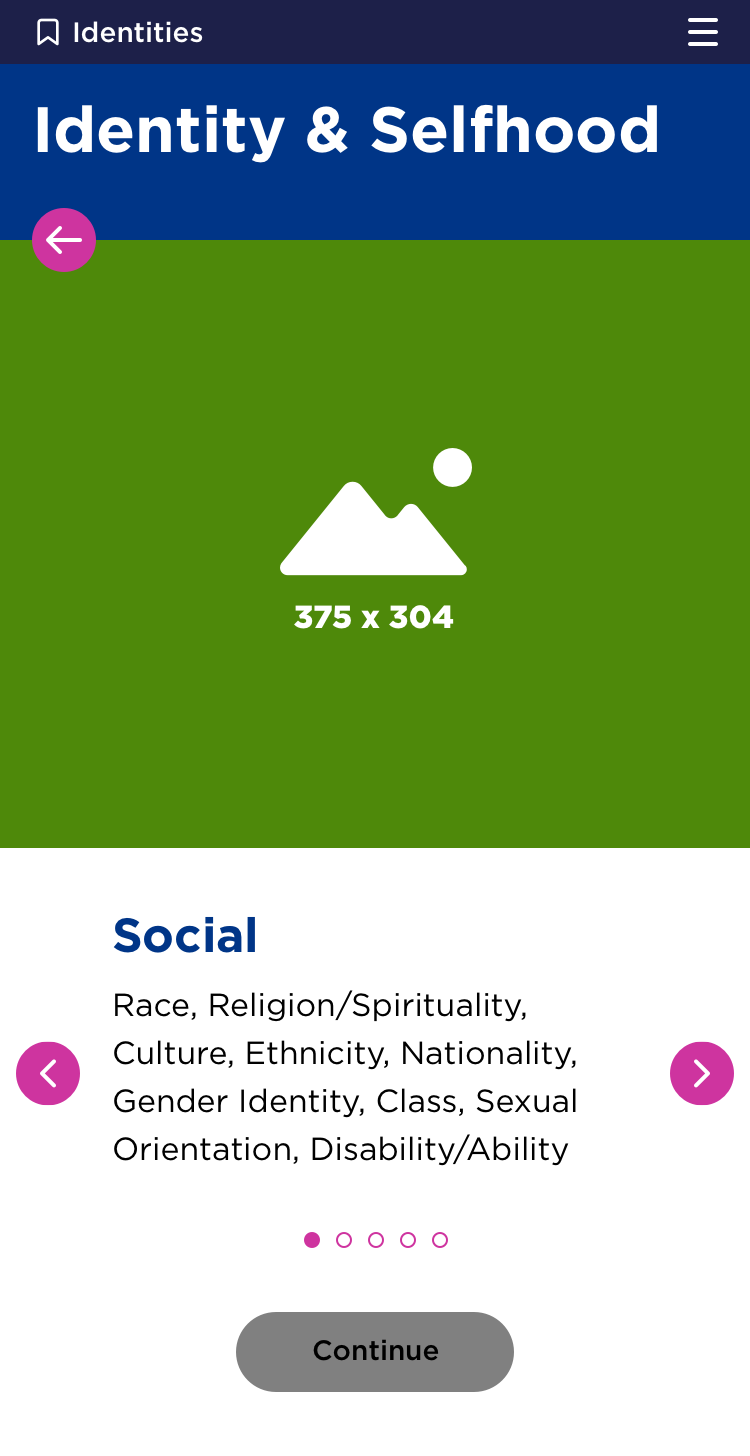 Identities
Identity & Selfhood
375 x 304
Social
Race, Religion/Spirituality,
Culture, Ethnicity, Nationality,
Gender Identity, Class, Sexual
Orientation, Disability/Ability
Continue